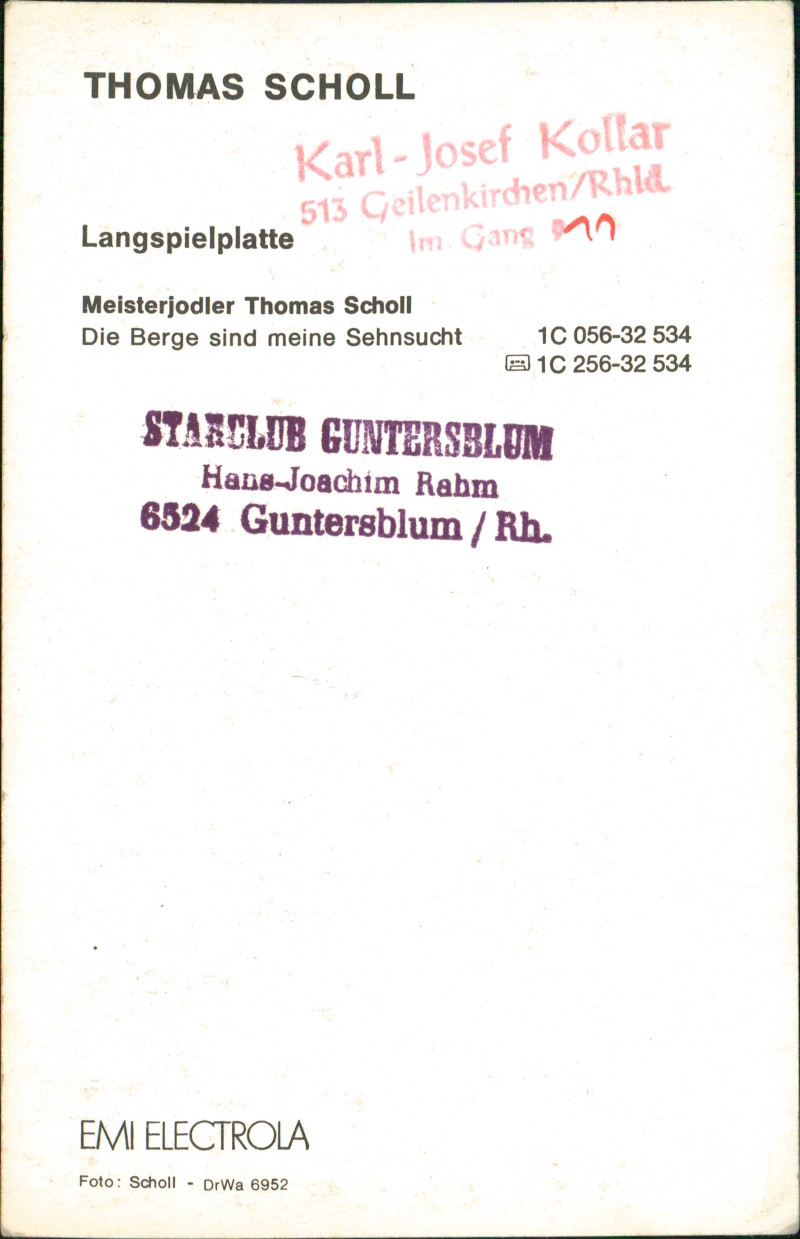 THOMAS SCHOLL
Karl-Josef Kollar
513 Geilenkirchen/Rhld.
Im Gang 11
Langspielplatte
Meisterjodler Thomas Scholl
Die Berge sind meine Sehnsucht 1C 056-32 534
1C 256-32 534
STARCLUB GUNTERSBLUM
Hans-Joachim Rahm
6524 Guntersblum / Rh.
EMI ELECTROLA
Foto: Scholl - DrWa 6952